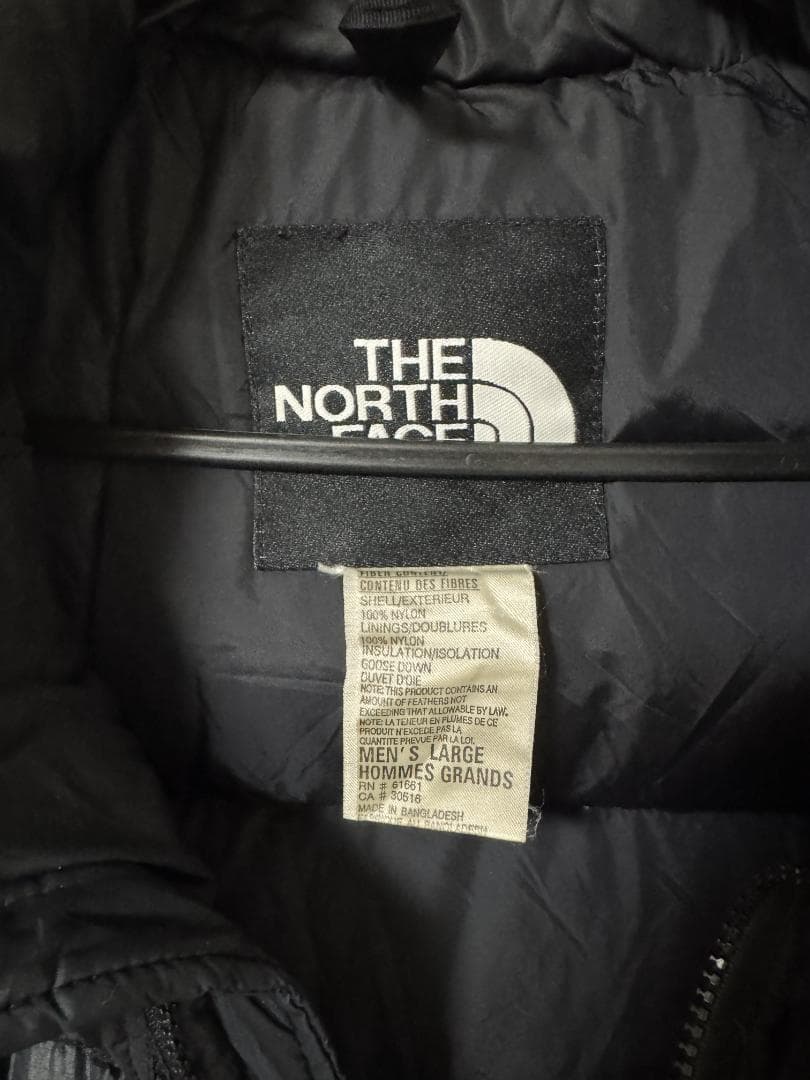 THE
NORTH
FACE
FIBER CONTENT/
CONTENU DES FIBRES
SHELL/EXTERIEUR
100% NYLON
LININGS/DOUBLURES
100% NYLON
INSULATION/ISOLATION
GOOSE DOWN
DUVET D'OIE
NOTE: THIS PRODUCT CONTAINS AN
AMOUNT OF FEATHERS NOT
EXCEEDING THAT ALLOWABLE BY LAW.
NOTE: LA TENEUR EN PLUMES DE CE
PRODUIT N'EXCEDE PAS LA
QUANTITE PREVUE PAR LA LOI.
MEN'S LARGE
HOMMES GRANDS
RN # 61661
CA # 30516
MADE IN BANGLADESH